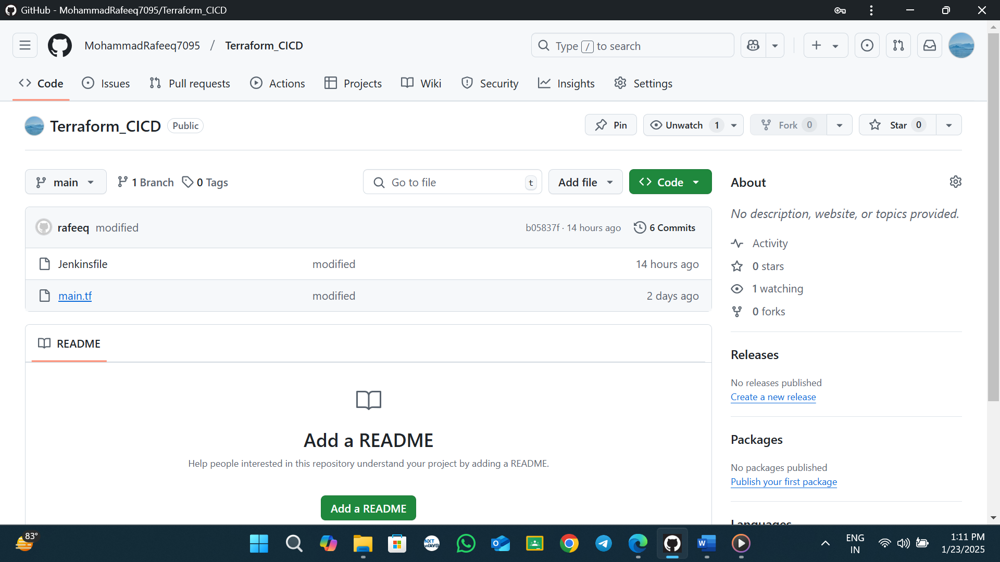 GitHub - MohammadRafeeq7095/Terraform_CICD
MohammadRafeeq7095 / Terraform_CICD
Type / to search
Code Issues Pull requests Actions Projects Wiki Security Insights Settings
Terraform_CICD Public
Pin Unwatch 1 Fork 0 Star 0
main 1 Branch 0 Tags
Go to file t Add file Code
rafeeq modified b05837f · 14 hours ago 6 Commits
Jenkinsfile modified 14 hours ago
main.tf modified 2 days ago
README
Add a README
Help people interested in this repository understand your project by adding a README.
Add a README
About
No description, website, or topics provided.
Activity
0 stars
1 watching
0 forks
Releases
No releases published
Create a new release
Packages
No packages published
Publish your first package
Languages
83°
NXT WAVE
ENG
IN
1:11 PM
1/23/2025